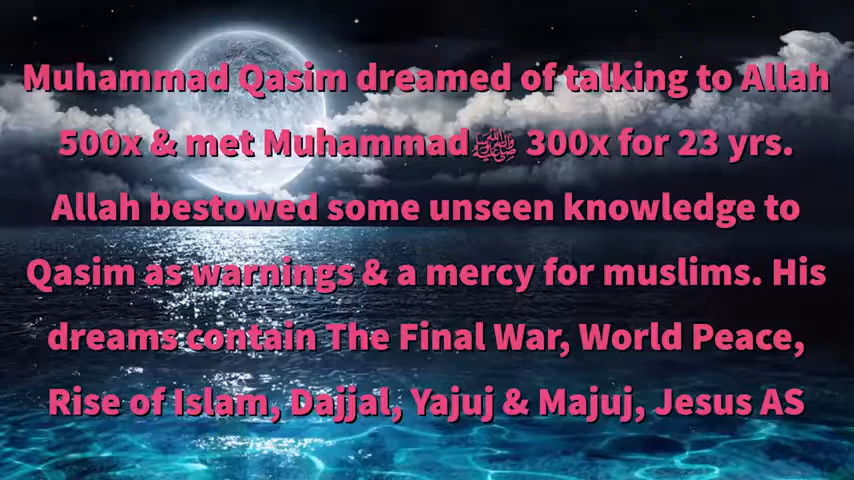 Muhammad Qasim dreamed of talking to Allah
500x & met Muhammadﷺ 300x for 23 yrs.
Allah bestowed some unseen knowledge to
Qasim as warnings & a mercy for muslims. His
dreams contain The Final War, World Peace,
Rise of Islam, Dajjal, Yajuj & Majuj, Jesus AS